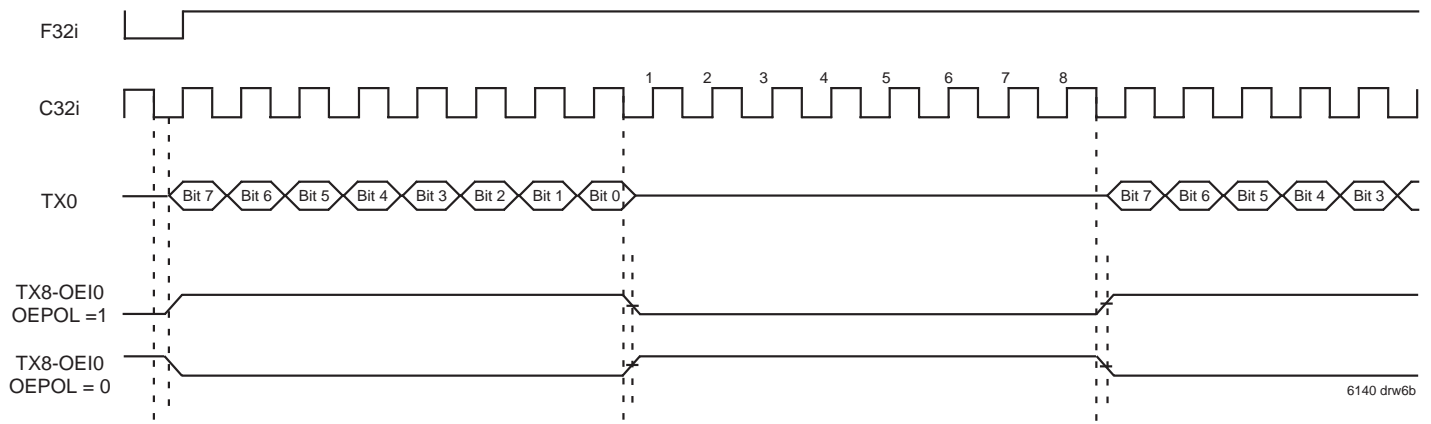 F32i
1 2 3 4 5 6 7 8
C32i
TX0
Bit 7 Bit 6 Bit 5 Bit 4 Bit 3 Bit 2 Bit 1 Bit 0 Bit 7 Bit 6 Bit 5 Bit 4 Bit 3
TX8-OEI0
OEPOL =1
TX8-OEI0
OEPOL = 0
6140 drw6b